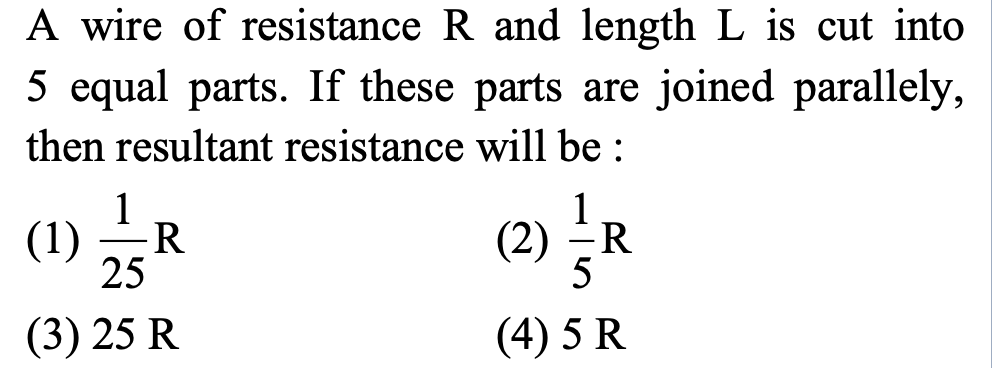 A wire of resistance R and length L is cut into
5 equal parts. If these parts are joined parallely,
then resultant resistance will be :
(1) 1/25 R (2) 1/5 R
(3) 25 R (4) 5 R